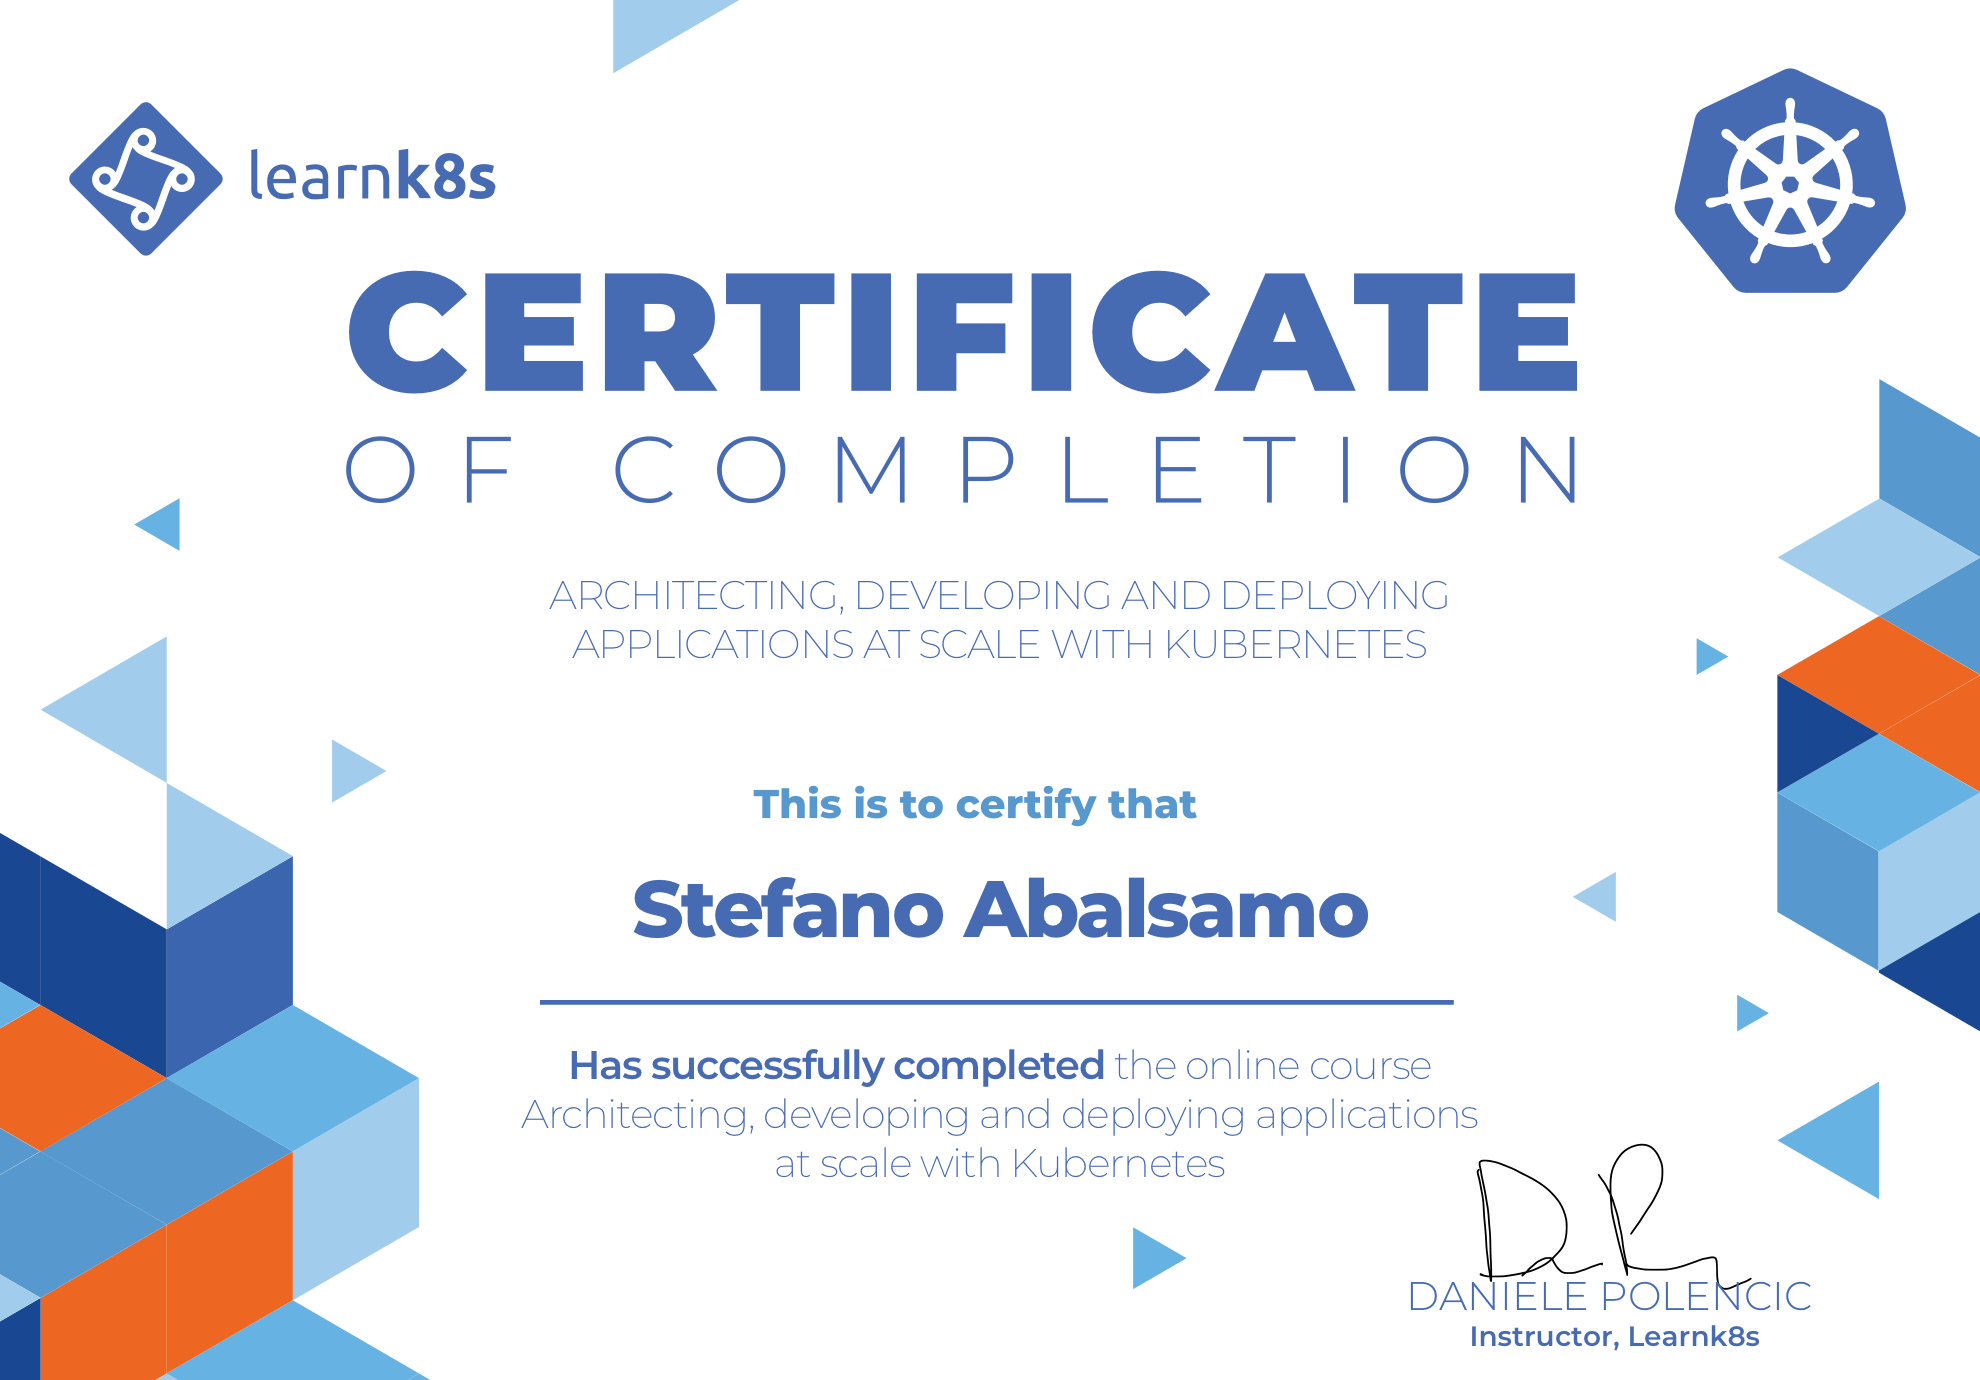 learnk8s
CERTIFICATE
OF COMPLETION
ARCHITECTING, DEVELOPING AND DEPLOYING
APPLICATIONS AT SCALE WITH KUBERNETES
This is to certify that
Stefano Abalsamo
Has successfully completed the online course
Architecting, developing and deploying applications
at scale with Kubernetes
DANIELE POLENCIC
Instructor, Learnk8s